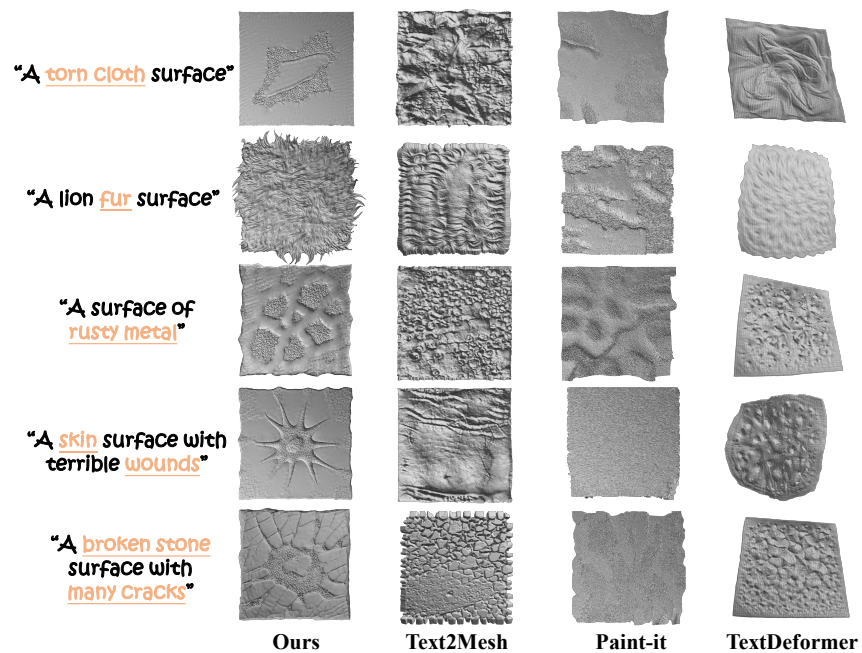 “A torn cloth surface”
“A lion fur surface”
“A surface of
rusty metal”
“A skin surface with
terrible wounds”
“A broken stone
surface with
many cracks”
Ours Text2Mesh Paint-it TextDeformer